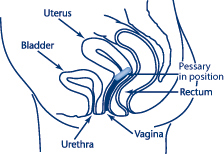 Uterus
Bladder
Pessary
in position
Rectum
Vagina
Urethra